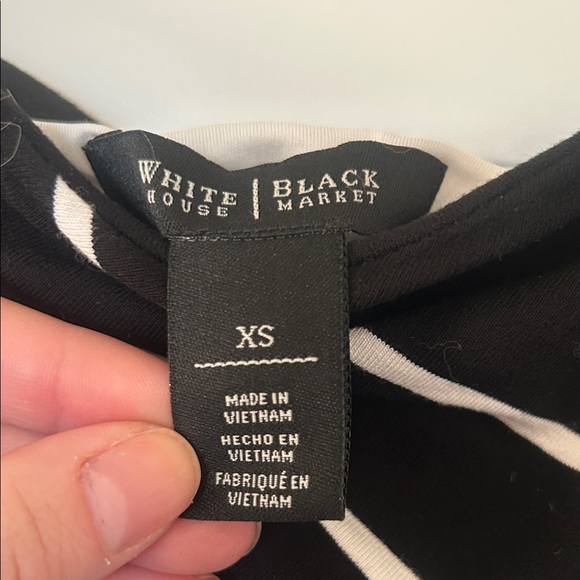 WHITE | BLACK
HOUSE | MARKET
XS
MADE IN
VIETNAM
HECHO EN
VIETNAM
FABRIQUÉ EN
VIETNAM